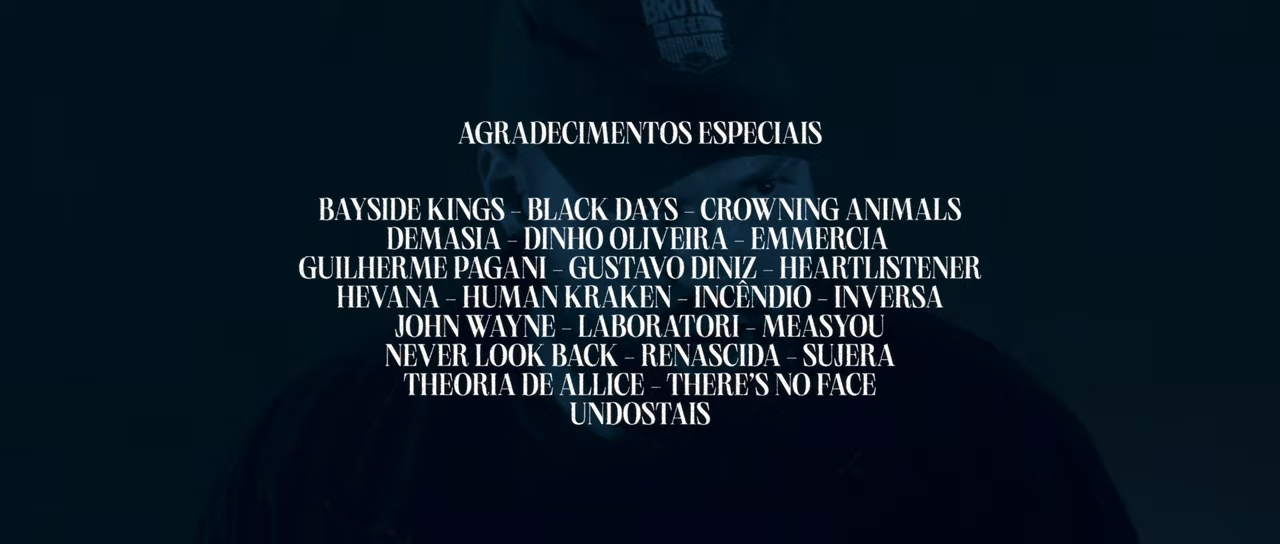 BRUTAL
AGRADECIMENTOS ESPECIAIS
BAYSIDE KINGS – BLACK DAYS – CROWNING ANIMALS
DEMASIA – DINHO OLIVEIRA – EMMERCIA
GUILHERME PAGANI – GUSTAVO DINIZ – HEARTLISTENER
HEVANA – HUMAN KRAKEN – INCÊNDIO – INVERSA
JOHN WAYNE – LABORATORI – MEASYOU
NEVER LOOK BACK – RENASCIDA – SUJERA
THEORIA DE ALLICE – THERE'S NO FACE
UNDOSTAIS